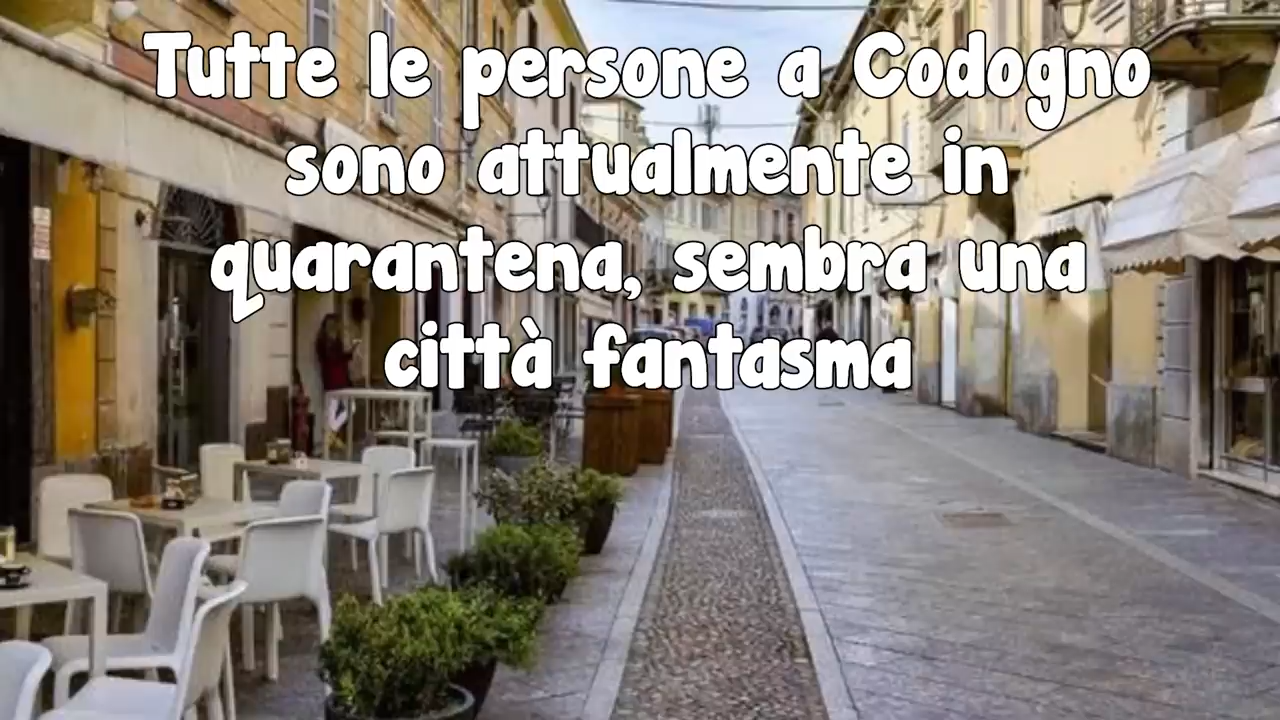 Tutte le persone a Codogno
sono attualmente in
quarantena, sembra una
città fantasma